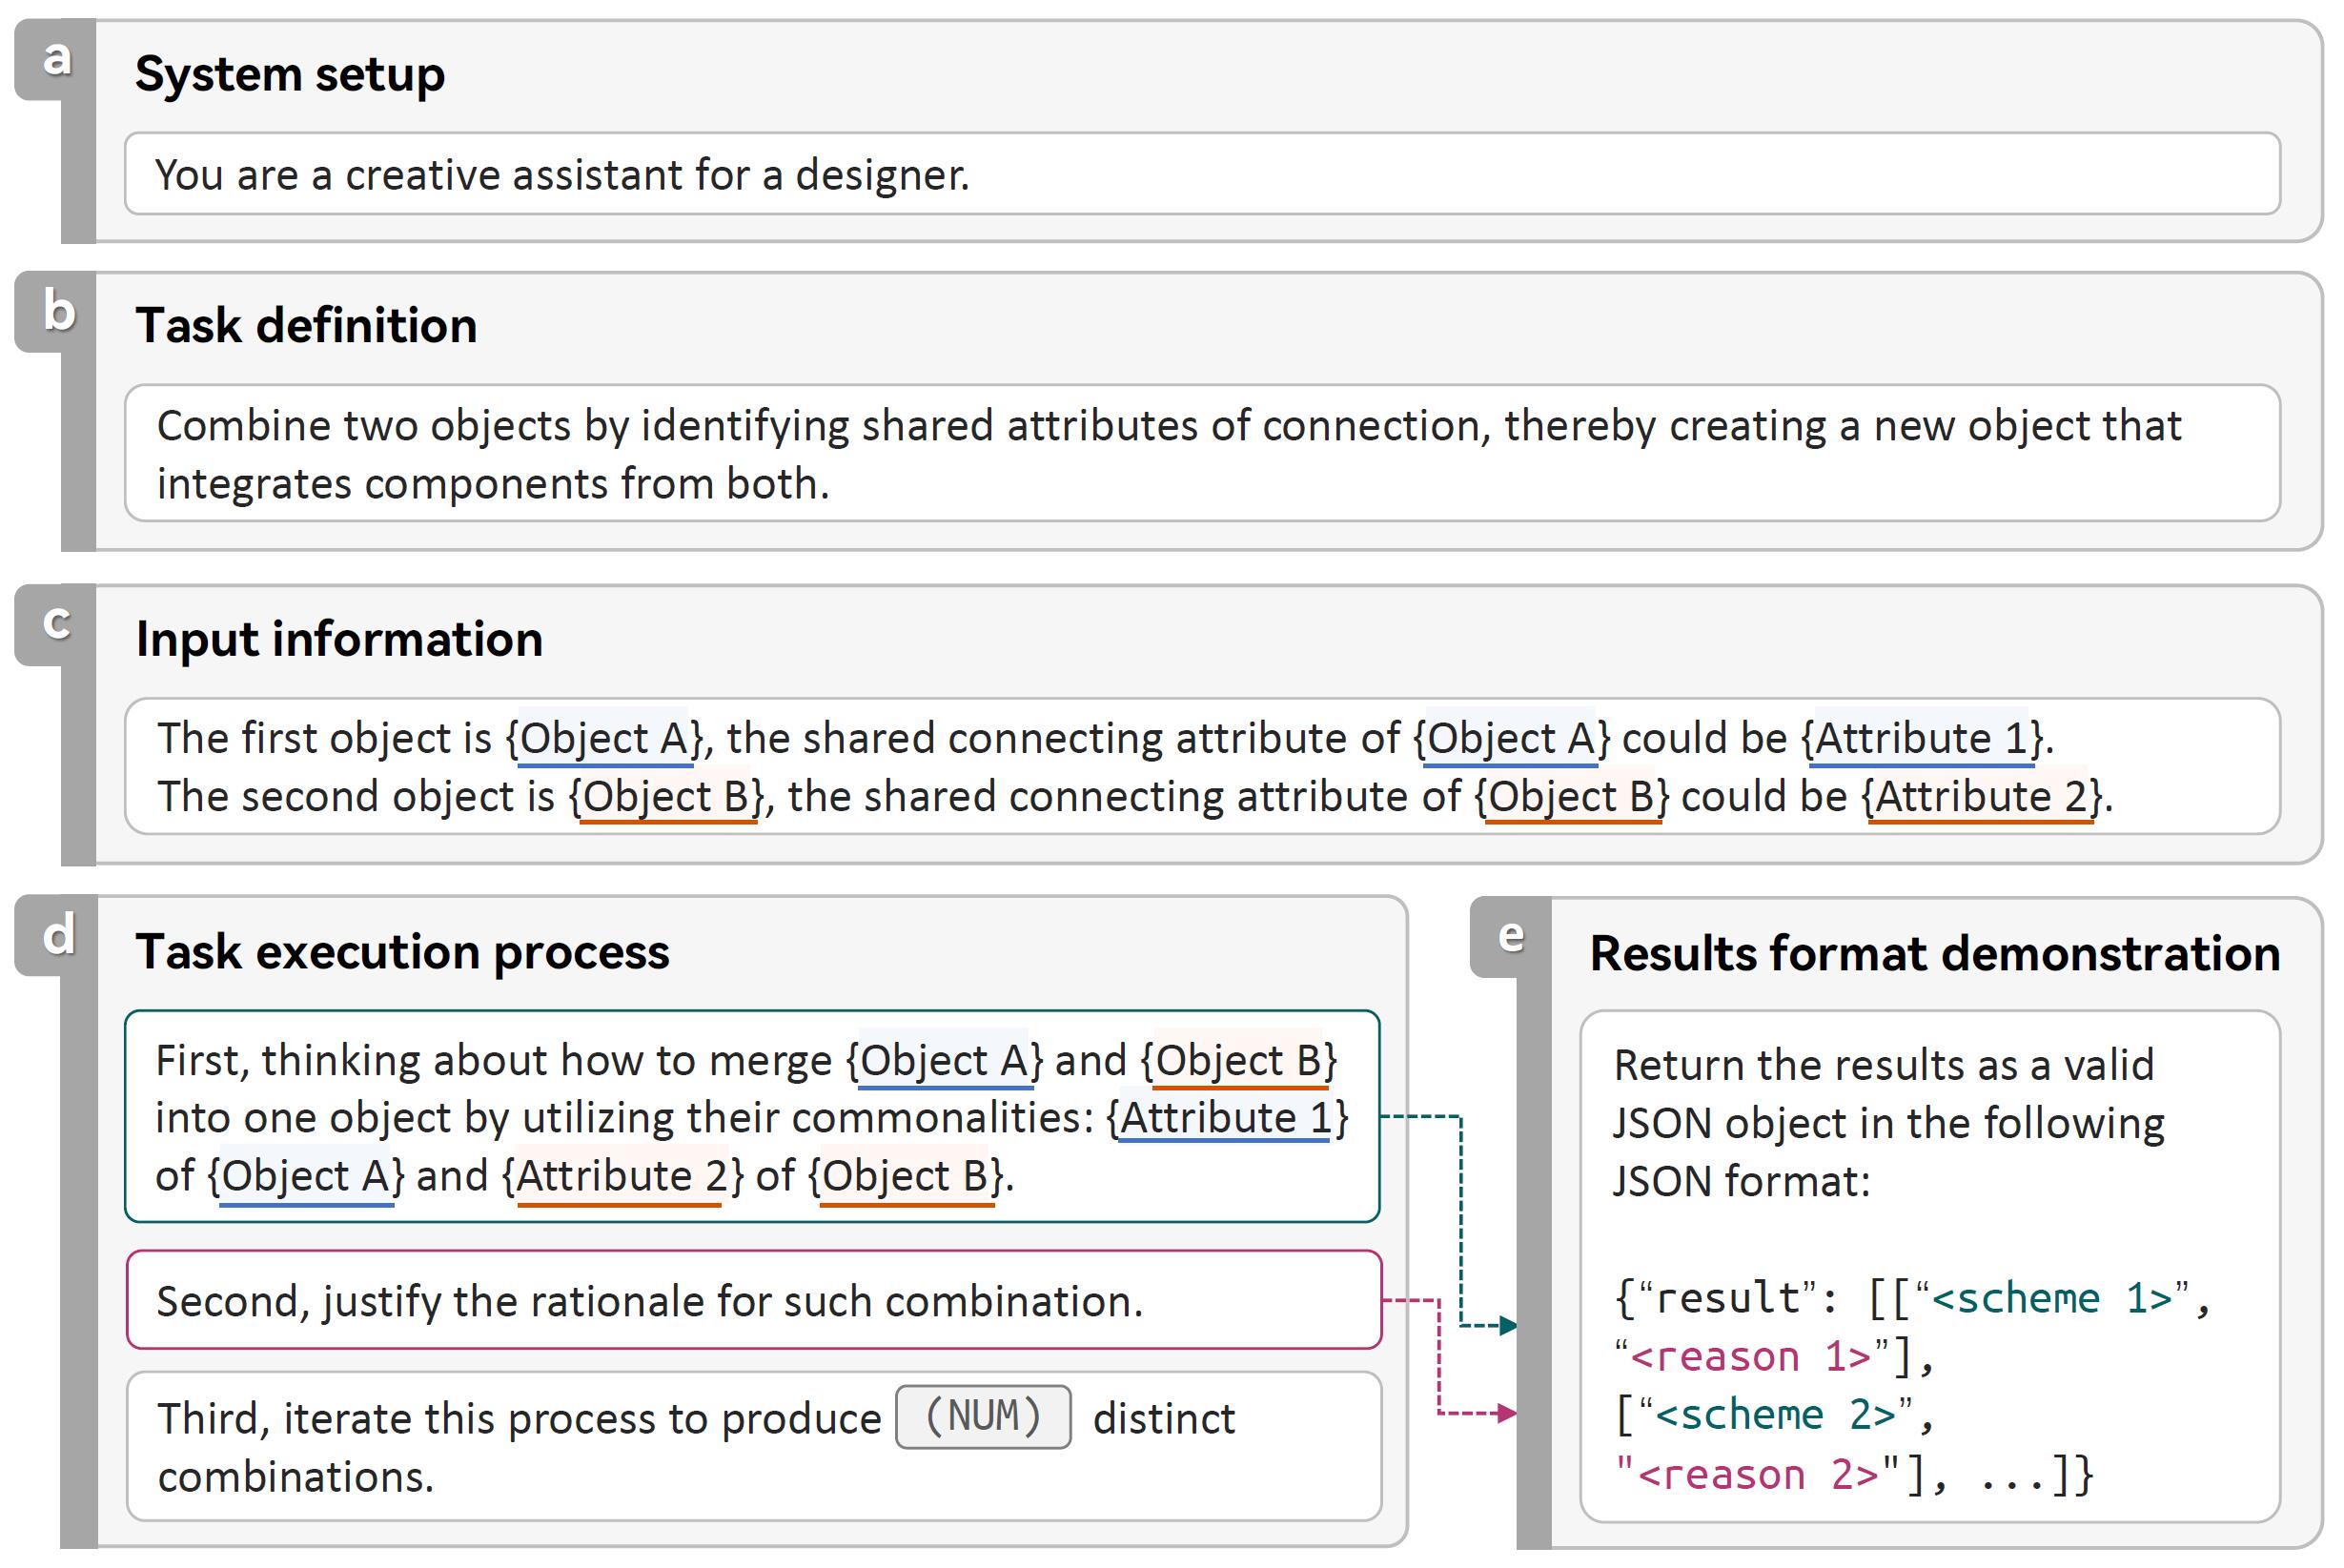 a
System setup
You are a creative assistant for a designer.
b
Task definition
Combine two objects by identifying shared attributes of connection, thereby creating a new object that
integrates components from both.
c
Input information
The first object is {Object A}, the shared connecting attribute of {Object A} could be {Attribute 1}.
The second object is {Object B}, the shared connecting attribute of {Object B} could be {Attribute 2}.
d
Task execution process
First, thinking about how to merge {Object A} and {Object B}
into one object by utilizing their commonalities: {Attribute 1}
of {Object A} and {Attribute 2} of {Object B}.
Second, justify the rationale for such combination.
Third, iterate this process to produce (NUM) distinct
combinations.
e
Results format demonstration
Return the results as a valid
JSON object in the following
JSON format:
{“result”: [[“<scheme 1>”,
“<reason 1>”],
[“<scheme 2>”,
"<reason 2>"], ...]}